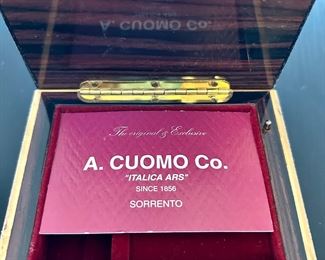 The original & Exclusive
A. CUOMO Co.
"ITALICA ARS"
SINCE 1856
SORRENTO